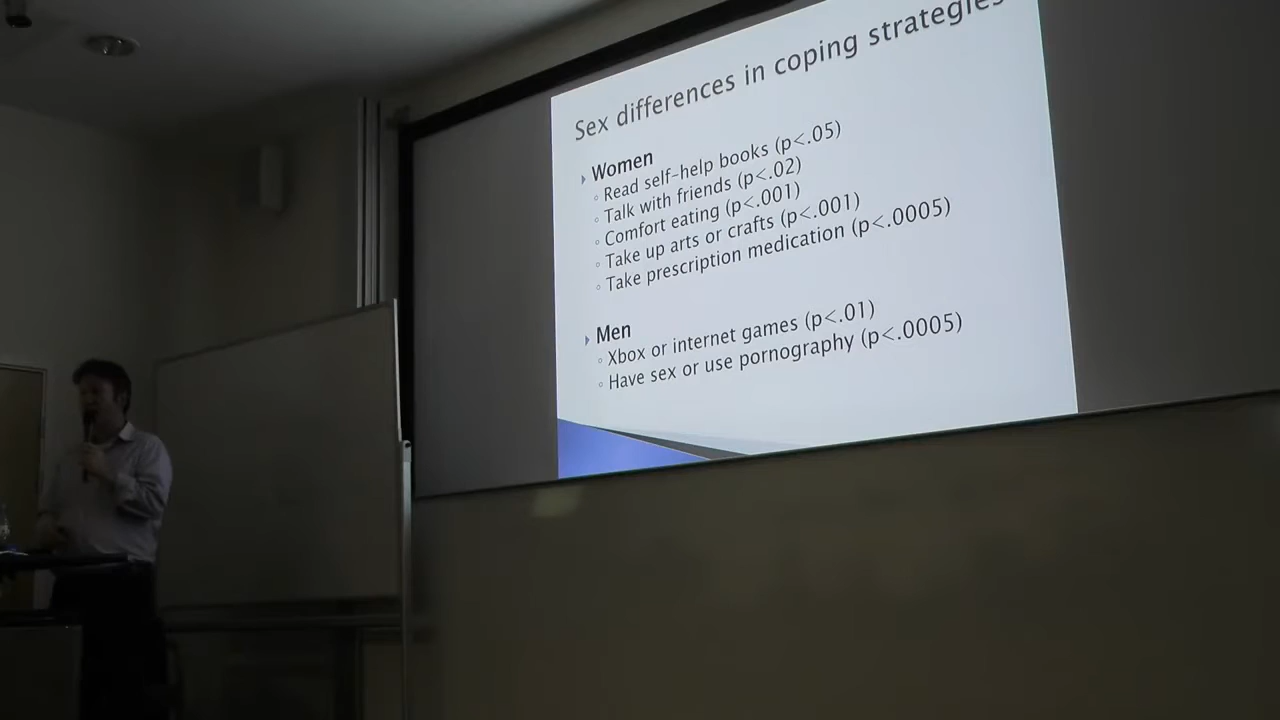 Sex differences in coping strategies
Women
Read self-help books (p<.05)
Talk with friends (p<.02)
Comfort eating (p<.001)
Take up arts or crafts (p<.001)
Take prescription medication (p<.0005)
Men
Xbox or internet games (p<.01)
Have sex or use pornography (p<.0005)